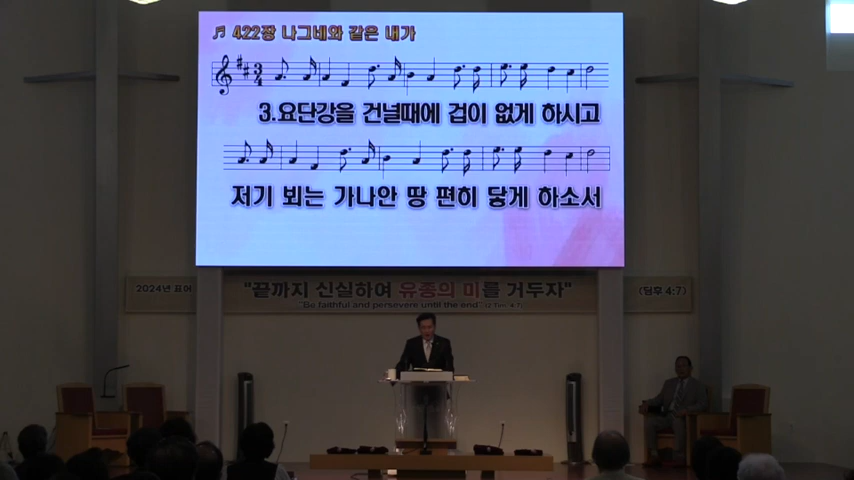 422장 나그네와 같은 내가
3.요단강을 건널때에 겁이 없게 하시고
저기 뵈는 가나안 땅 편히 닿게 하소서
2024년 표어
"끝까지 신실하여 유종의 미를 거두자"
(딤후 4:7)
"Be faithful and persevere until the end" (2 Tim. 4:7)